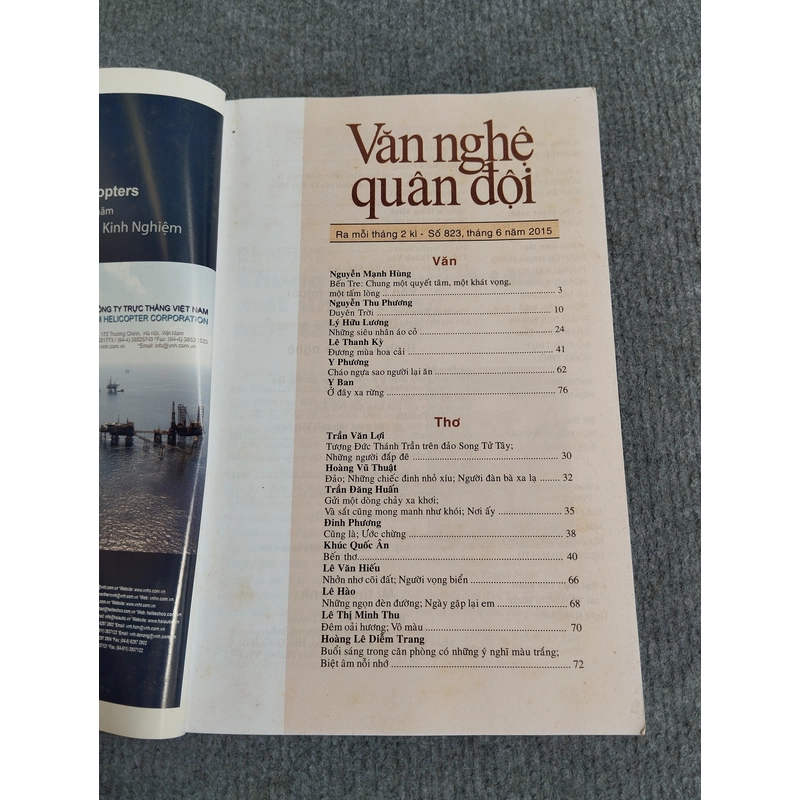 opters
ăm
Kinh Nghiệm
ÔNG TY TRỰC THĂNG VIỆT NAM
HELICOPTER CORPORATION
Văn nghệ
quân đội
Ra mỗi tháng 2 kì - Số 823, tháng 6 năm 2015
Văn
Nguyễn Mạnh Hùng
Bến Tre: Chung một quyết tâm, một khát vọng,
một tấm lòng 3
Nguyễn Thu Phương
Duyên Trời 10
Lý Hữu Lương
Những siêu nhân áo cỏ 24
Lê Thanh Kỳ
Đương mùa hoa cải 41
Y Phương
Cháo ngựa sao người lại ăn 62
Y Ban
Ở đây xa rừng 76
Thơ
Trần Văn Lợi
Tượng Đức Thánh Trần trên đảo Song Tử Tây;
Những người đắp đê 30
Hoàng Vũ Thuật
Đảo; Những chiếc đinh nhỏ xíu; Người đàn bà xa lạ 32
Trần Đăng Huấn
Gửi một dòng chảy xa khơi;
Và sắt cũng mong manh như khói; Nơi ấy 35
Đinh Phương
Cũng là; Ước chừng 38
Khúc Quốc Ân
Bến thơ 40
Lê Văn Hiếu
Nhởn nhơ cõi đất; Người vọng biển 66
Lê Hào
Những ngọn đèn đường; Ngày gặp lại em 68
Lê Thị Minh Thu
Đêm oải hương; Vô màu 70
Hoàng Lê Diễm Trang
Buổi sáng trong căn phòng có những ý nghĩ màu trắng;
Biệt âm nỗi nhớ 72